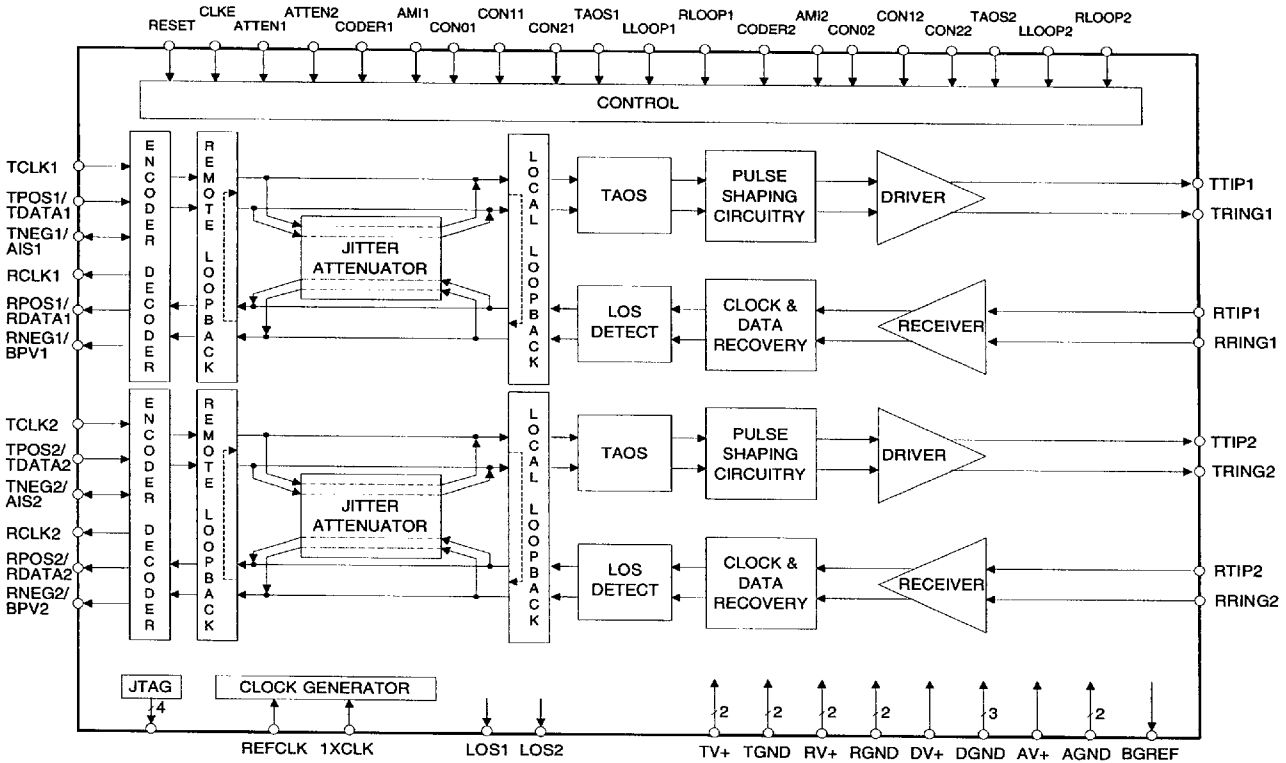 CLKE ATTEN2 AMI1 CON11 TAOS1 RLOOP1 AMI2 CON12 TAOS2 RLOOP2
RESET ATTEN1 CODER1 CON01 CON21 LLOOP1 CODER2 CON02 CON22 LLOOP2
CONTROL
TCLK1
TPOS1/
TDATA1
TNEG1/
AIS1
RCLK1
RPOS1/
RDATA1
RNEG1/
BPV1
ENCODER DECODER
REMOTE LOOPBACK
JITTER
ATTENUATOR
LOCAL LOOPBACK
TAOS
PULSE
SHAPING
CIRCUITRY
DRIVER
TTIP1
TRING1
LOS
DETECT
CLOCK &
DATA
RECOVERY
RECEIVER
RTIP1
RRING1
TCLK2
TPOS2/
TDATA2
TNEG2/
AIS2
RCLK2
RPOS2/
RDATA2
RNEG2/
BPV2
ENCODER DECODER
REMOTE LOOPBACK
JITTER
ATTENUATOR
LOCAL LOOPBACK
TAOS
PULSE
SHAPING
CIRCUITRY
DRIVER
TTIP2
TRING2
LOS
DETECT
CLOCK &
DATA
RECOVERY
RECEIVER
RTIP2
RRING2
JTAG
4
CLOCK GENERATOR
2 2 2 2 3 2
REFCLK 1XCLK LOS1 LOS2 TV+ TGND RV+ RGND DV+ DGND AV+ AGND BGREF